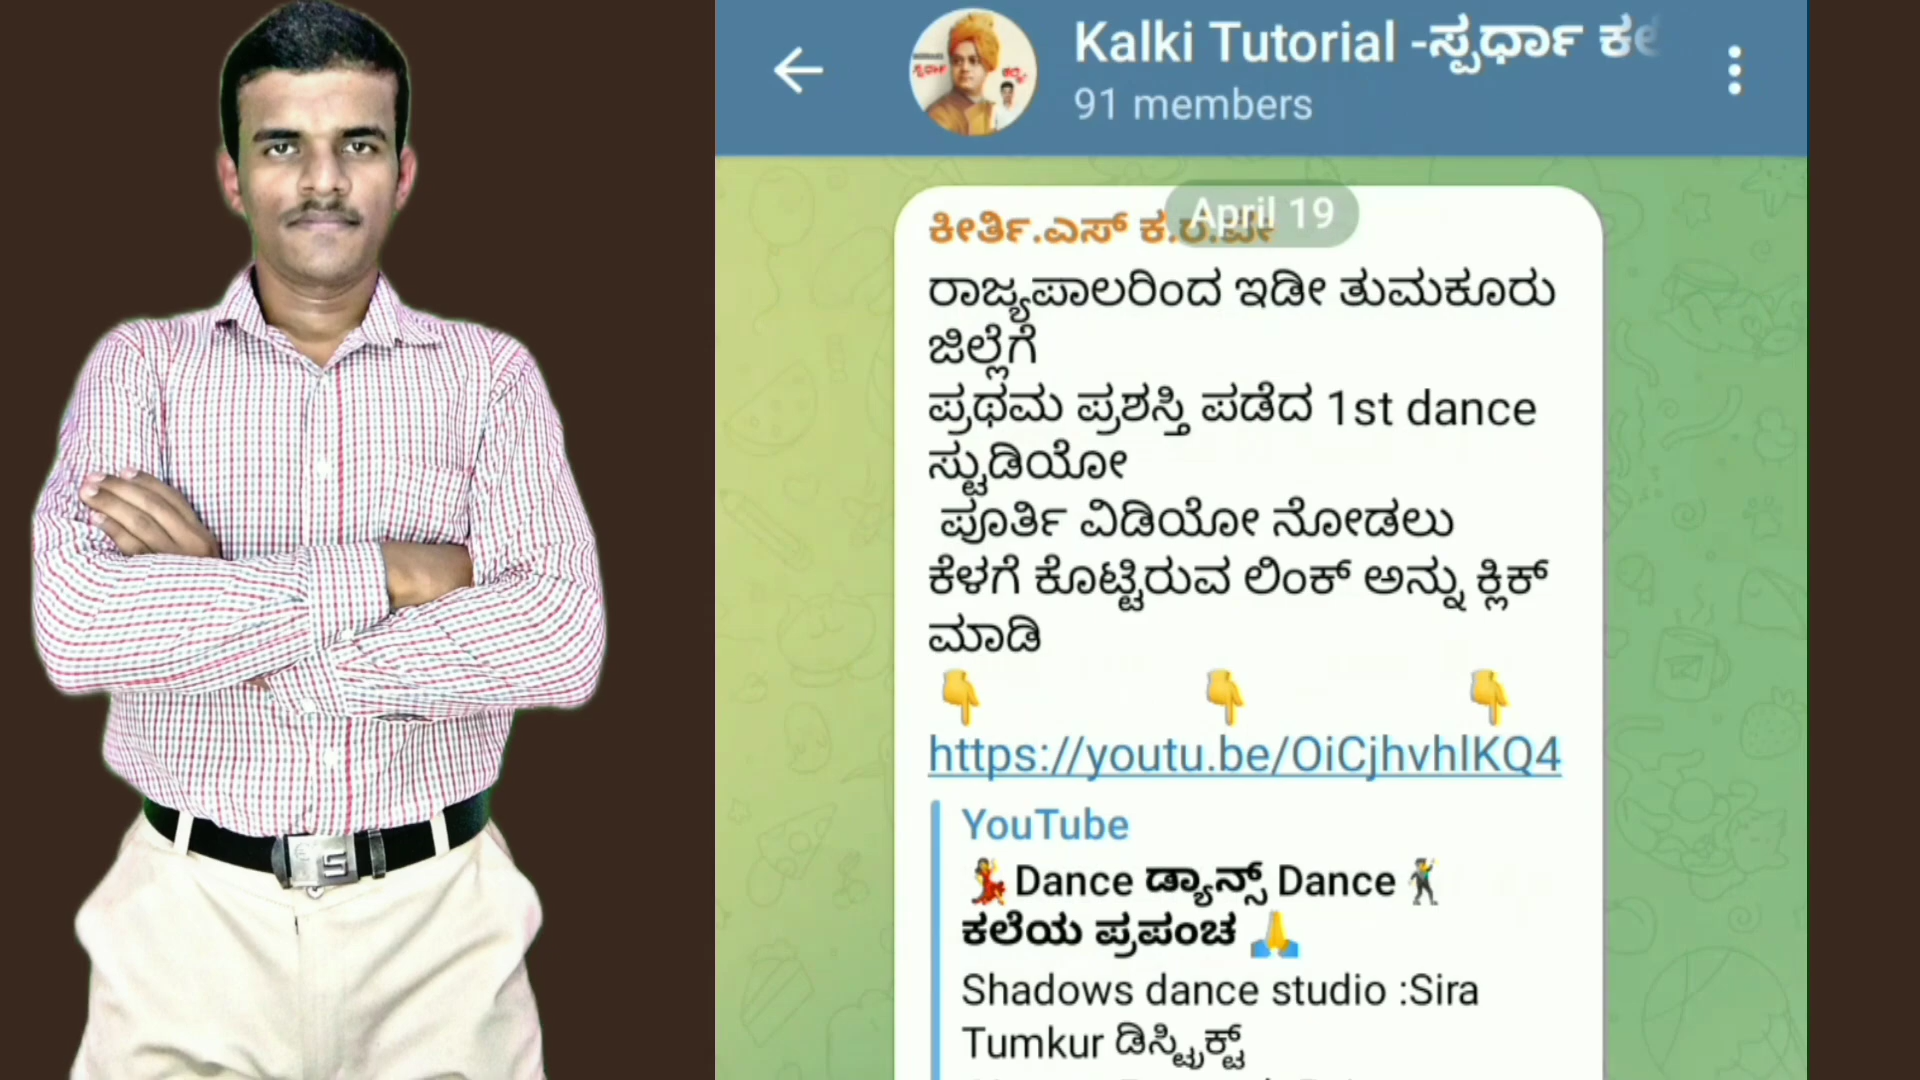 Kalki Tutorial -ಸ್ಪರ್ಧಾ
91 members
April 19
ಕೀರ್ತಿ.ಎಸ್
ರಾಜ್ಯಪಾಲರಿಂದ ಇಡೀ ತುಮಕೂರು
ಜಿಲ್ಲೆಗೆ
ಪ್ರಥಮ ಪ್ರಶಸ್ತಿ ಪಡೆದ 1st dance
ಸ್ಟುಡಿಯೋ
ಪೂರ್ತಿ ವಿಡಿಯೋ ನೋಡಲು
ಕೆಳಗೆ ಕೊಟ್ಟಿರುವ ಲಿಂಕ್ ಅನ್ನು ಕ್ಲಿಕ್
ಮಾಡಿ
👇 👇 👇
https://youtu.be/OiCjhvhlKQ4
YouTube
💃Dance ಡ್ಯಾನ್ಸ್ Dance🕺
ಕಲೆಯ ಪ್ರಪಂಚ 🙏
Shadows dance studio :Sira
Tumkur ಡಿಸ್ಟ್ರಿಕ್ಟ್